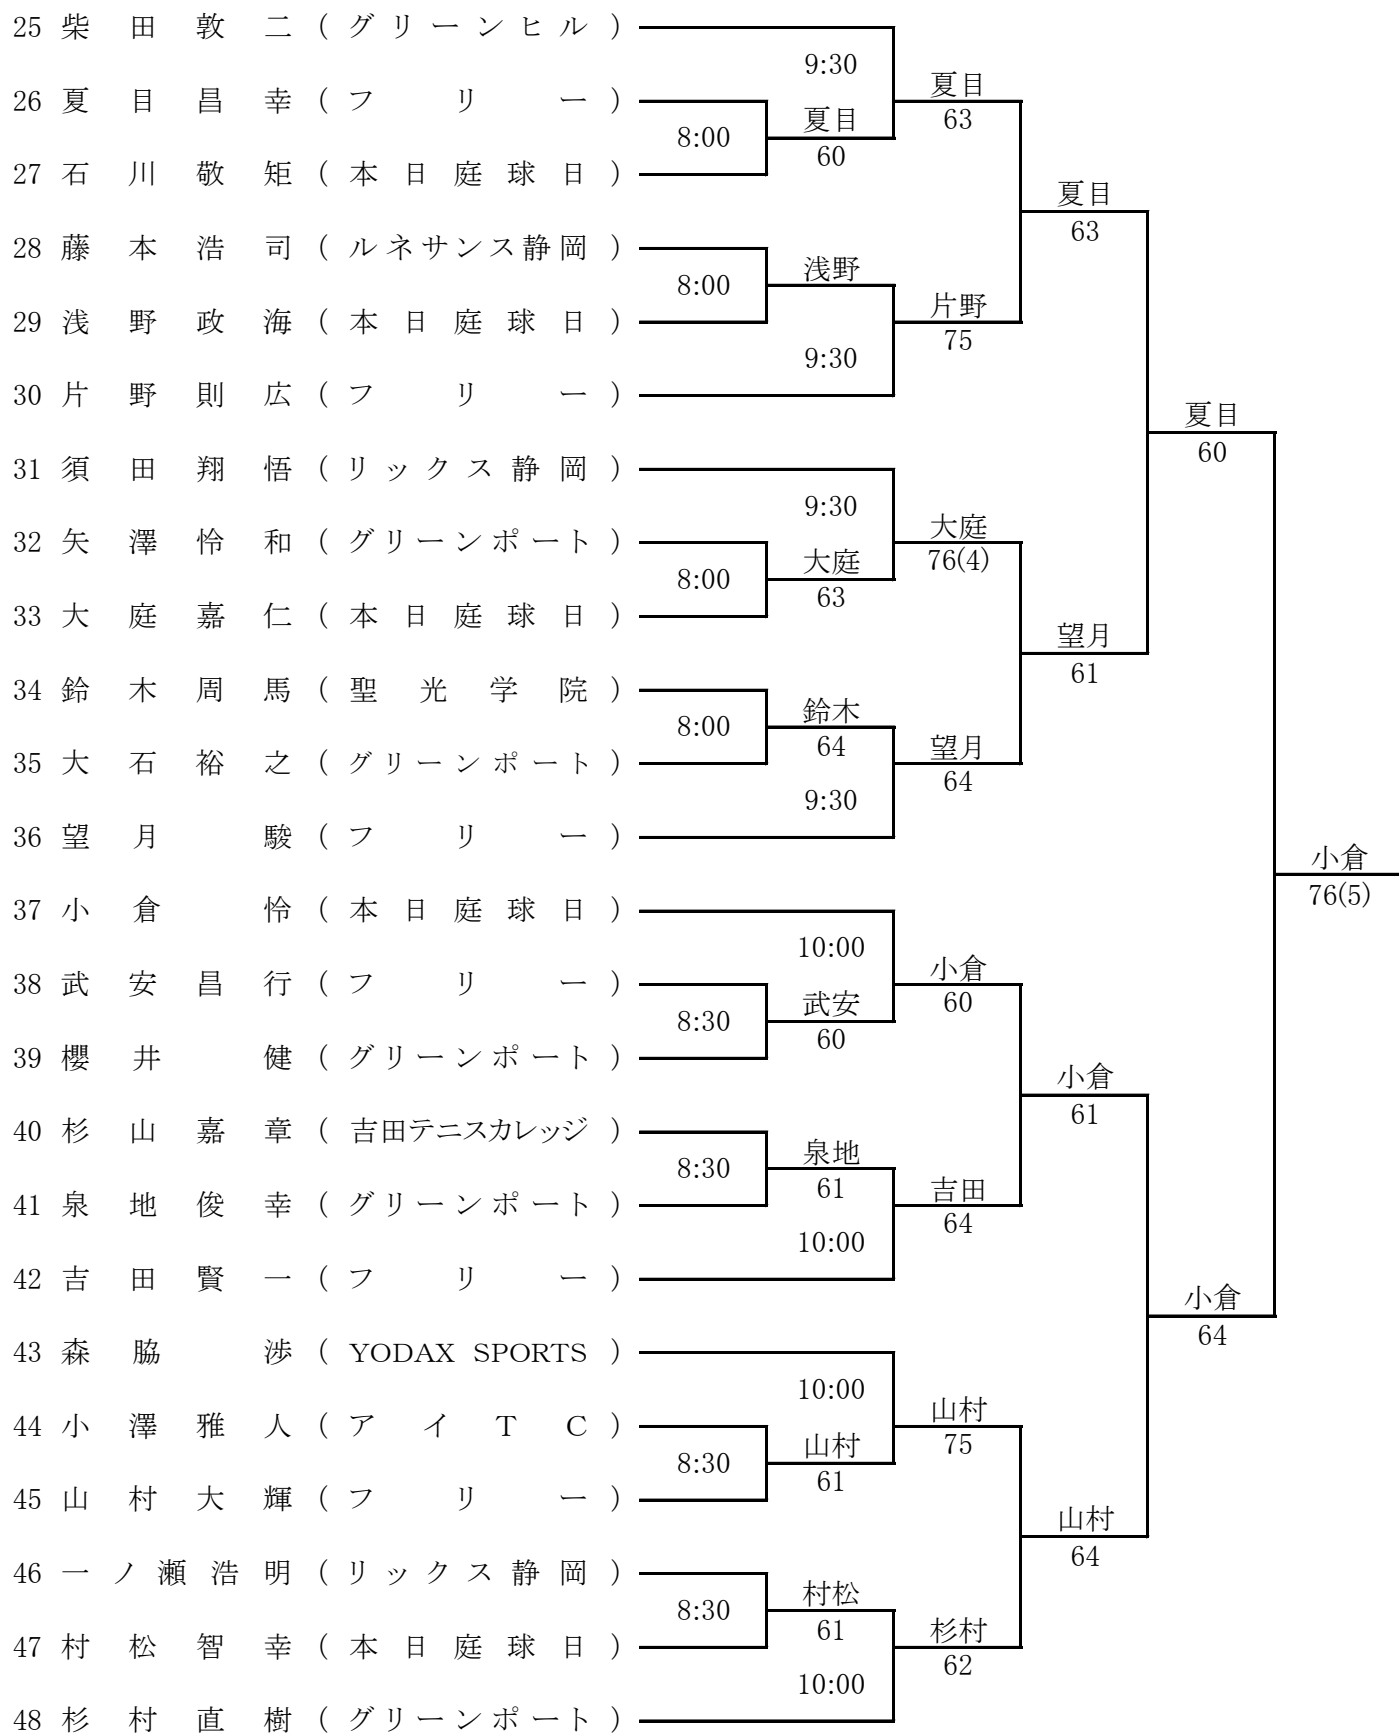 25 柴田敦二 ( グリーンヒル )
9:30
夏目
26 夏目昌幸 ( フリー )
夏目
63
8:00
60
27 石川敬矩 ( 本日庭球日 )
夏目
63
28 藤本浩司 ( ルネサンス静岡 )
浅野
8:00
片野
29 浅野政海 ( 本日庭球日 )
75
9:30
30 片野則広 ( フリー )
夏目
60
31 須田翔悟 ( リックス静岡 )
9:30
大庭
32 矢澤怜和 ( グリーンポート )
76(4)
大庭
8:00
63
33 大庭嘉仁 ( 本日庭球日 )
望月
61
34 鈴木周馬 ( 聖光学院 )
鈴木
8:00
64
望月
35 大石裕之 ( グリーンポート )
64
9:30
36 望月駿 ( フリー )
小倉
76(5)
37 小倉怜 ( 本日庭球日 )
10:00
小倉
38 武安昌行 ( フリー )
60
武安
8:30
60
39 櫻井健 ( グリーンポート )
小倉
61
40 杉山嘉章 ( 吉田テニスカレッジ )
泉地
8:30
61
吉田
41 泉地俊幸 ( グリーンポート )
64
10:00
42 吉田賢一 ( フリー )
小倉
64
43 森脇渉 ( YODAX SPORTS )
10:00
山村
44 小澤雅人 ( アイTC )
75
山村
8:30
61
45 山村大輝 ( フリー )
山村
64
46 一ノ瀬浩明 ( リックス静岡 )
村松
8:30
61
杉村
47 村松智幸 ( 本日庭球日 )
62
10:00
48 杉村直樹 ( グリーンポート )